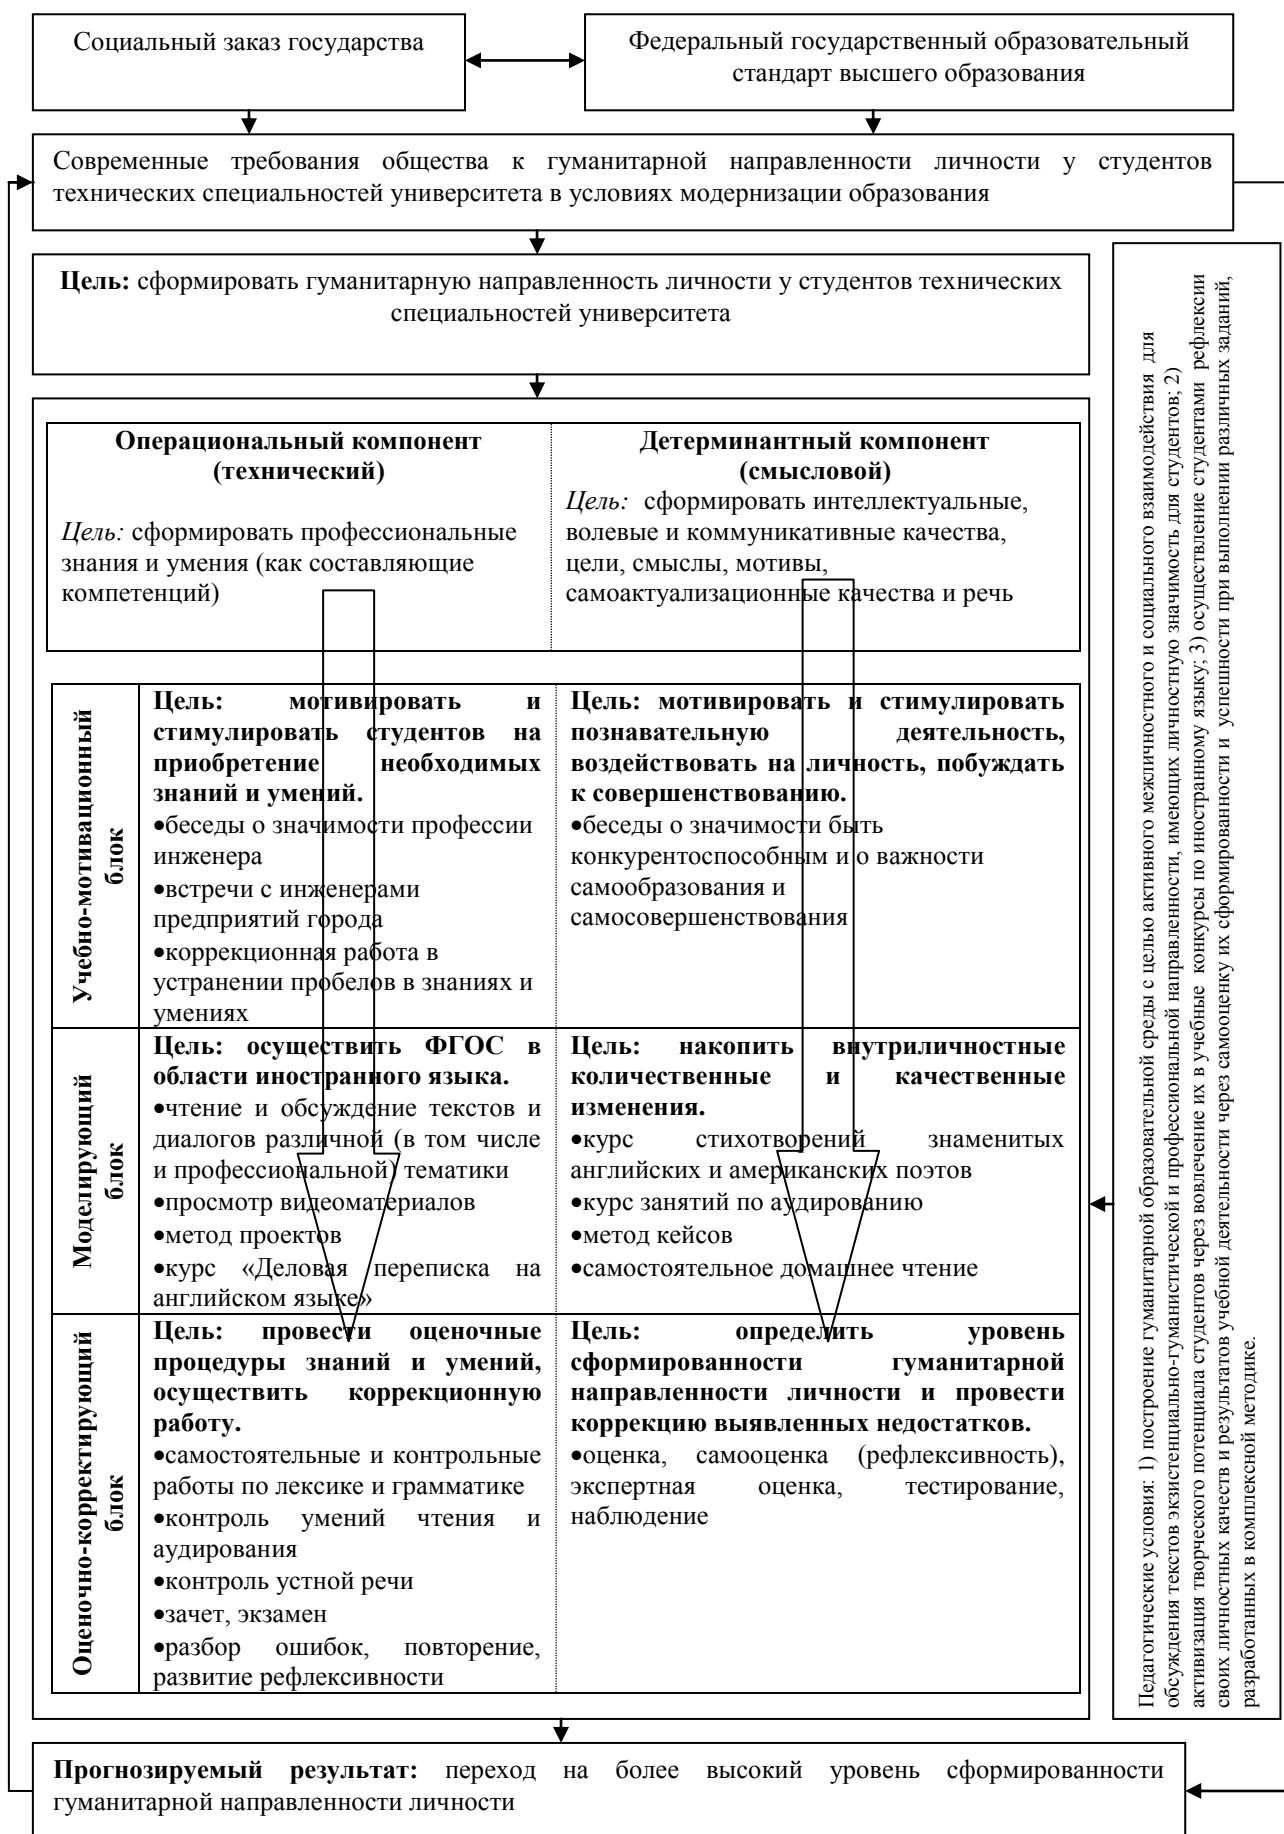 Социальный заказ государства
Федеральный государственный образовательный
стандарт высшего образования
Современные требования общества к гуманитарной направленности личности у студентов
технических специальностей университета в условиях модернизации образования
Цель: сформировать гуманитарную направленность личности у студентов технических
специальностей университета
Операциональный компонент
(технический)
Цель: сформировать профессиональные
знания и умения (как составляющие
компетенций)
Детерминантный компонент
(смысловой)
Цель: сформировать интеллектуальные,
волевые и коммуникативные качества,
цели, смыслы, мотивы,
самоактуализационные качества и речь
Учебно-мотивационный
блок
Цель: мотивировать и
стимулировать студентов на
приобретение необходимых
знаний и умений.
•беседы о значимости профессии
инженера
•встречи с инженерами
предприятий города
•коррекционная работа в
устранении пробелов в знаниях и
умениях
Цель: мотивировать и стимулировать
познавательную деятельность,
воздействовать на личность, побуждать
к совершенствованию.
•беседы о значимости быть
конкурентоспособным и о важности
самообразования и
самосовершенствования
Моделирующий
блок
Цель: осуществить ФГОС в
области иностранного языка.
•чтение и обсуждение текстов и
диалогов различной (в том числе
и профессиональной) тематики
•просмотр видеоматериалов
•метод проектов
•курс «Деловая переписка на
английском языке»
Цель: накопить внутриличностные
количественные и качественные
изменения.
•курс стихотворений знаменитых
английских и американских поэтов
•курс занятий по аудированию
•метод кейсов
•самостоятельное домашнее чтение
Оценочно-корректирующий
блок
Цель: провести оценочные
процедуры знаний и умений,
осуществить коррекционную
работу.
•самостоятельные и контрольные
работы по лексике и грамматике
•контроль умений чтения и
аудирования
•контроль устной речи
•зачет, экзамен
•разбор ошибок, повторение,
развитие рефлексивности
Цель: определить уровень
сформированности гуманитарной
направленности личности и провести
коррекцию выявленных недостатков.
•оценка, самооценка (рефлексивность),
экспертная оценка, тестирование,
наблюдение
Педагогические условия: 1) построение гуманитарной образовательной среды с целью активного межличностного и социального взаимодействия для
обсуждения текстов экзистенциально-гуманистической и профессиональной направленности, имеющих личностную значимость для студентов; 2)
активизация творческого потенциала студентов через вовлечение их в учебные конкурсы по иностранному языку; 3) осуществление студентами рефлексии
своих личностных качеств и результатов учебной деятельности через самооценку их сформированности и успешности при выполнении различных заданий,
разработанных в комплексной методике.
Прогнозируемый результат: переход на более высокий уровень сформированности
гуманитарной направленности личности